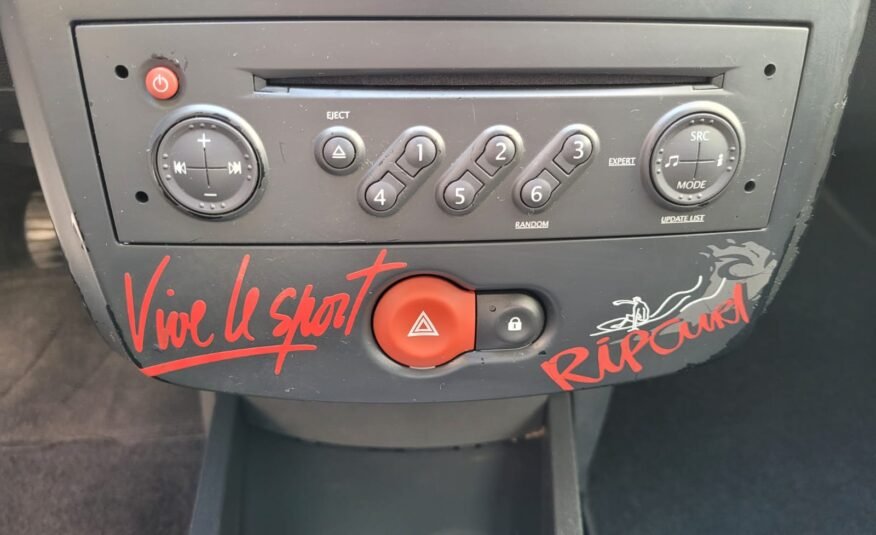 EJECT
1 2 3
4 5 6
EXPERT
RANDOM
SRC
MODE
UPDATE LIST
Vive le sport
RIPCURL